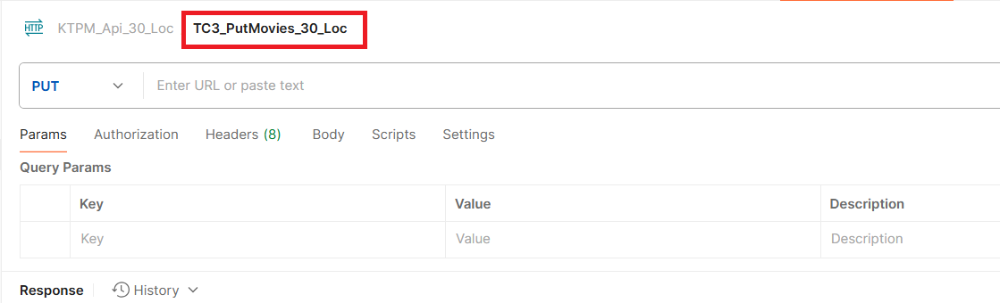 HTTP KTPM_Api_30_Loc TC3_PutMovies_30_Loc
PUT Enter URL or paste text
Params Authorization Headers (8) Body Scripts Settings
Query Params
Key Value Description
Key Value Description
Response History